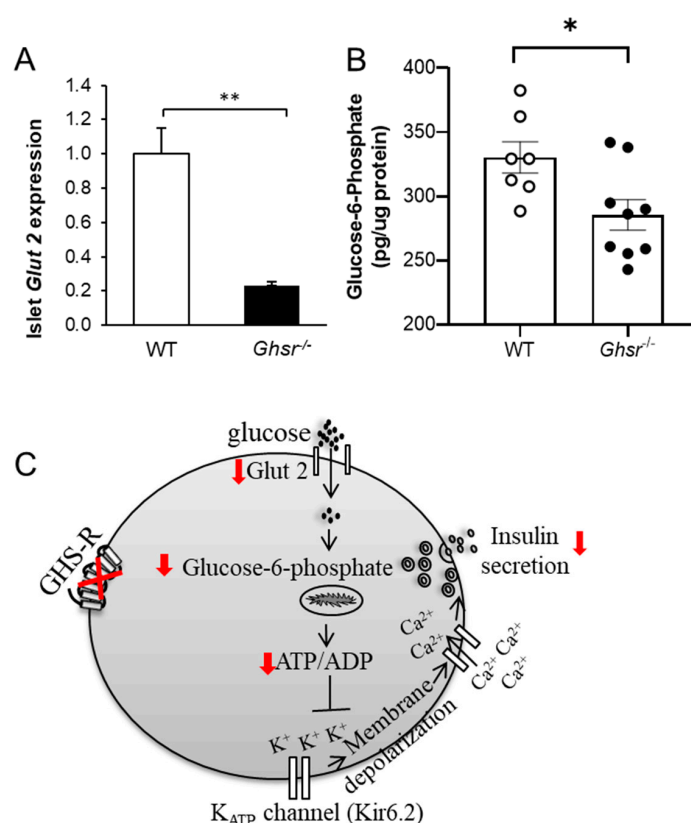 A
Islet Glut 2 expression
1.4
1.2
1.0
0.8
0.6
0.4
0.2
0.0
**
WT
Ghsr-/-
B
Glucose-6-Phosphate
(pg/ug protein)
400
350
300
250
200
*
WT
Ghsr-/-
C
glucose
Glut 2
GHS-R
Glucose-6-phosphate
Insulin
secretion
ATP/ADP
Ca2+
Ca2+
Ca2+
Ca2+
Ca2+
K+ K+ K+
Membrane
depolarization
KATP channel (Kir6.2)